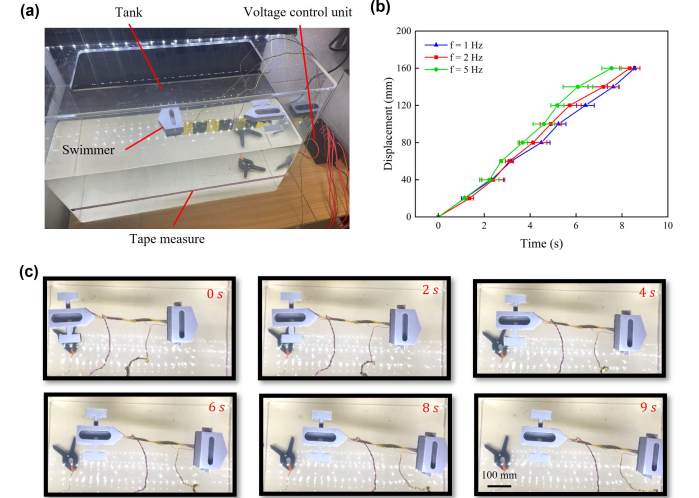 (a)
Tank
Voltage control unit
Swimmer
Tape measure
(b)
Displacement (mm)
200
160
120
80
40
0
f = 1 Hz
f = 2 Hz
f = 5 Hz
0 2 4 6 8 10
Time (s)
(c)
0 s
2 s
4 s
6 s
8 s
9 s
100 mm